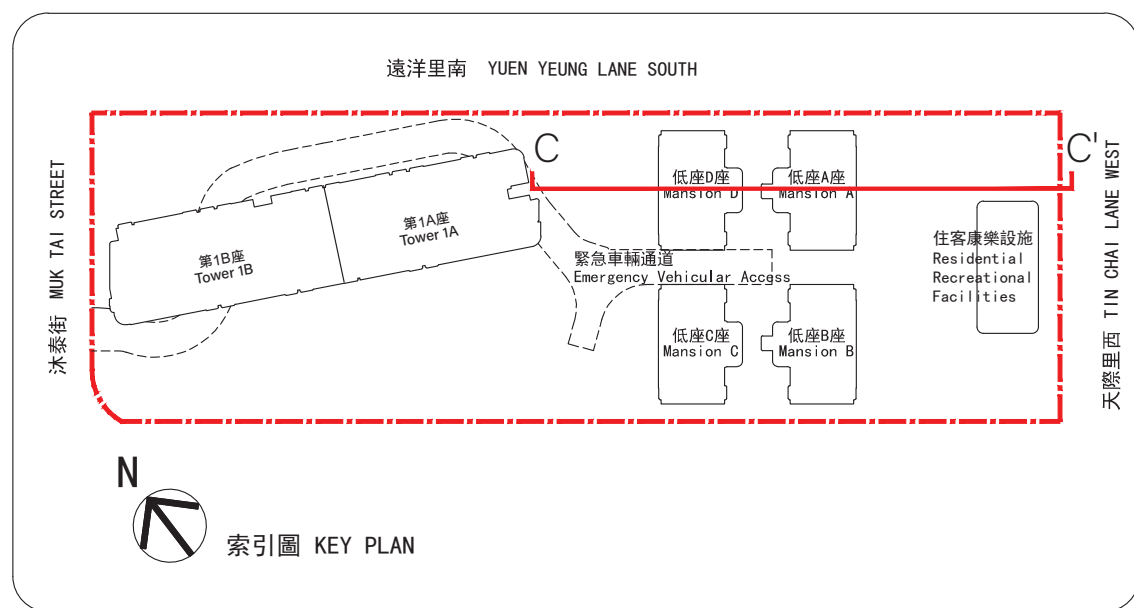 遠洋里南 YUEN YEUNG LANE SOUTH
C
C'
沐泰街 MUK TAI STREET
天際里西 TIN CHAI LANE WEST
低座D座
Mansion D
低座A座
Mansion A
第1A座
Tower 1A
第1B座
Tower 1B
住客康樂設施
Residential
Recreational
Facilities
緊急車輛通道
Emergency Vehicular Access
低座C座
Mansion C
低座B座
Mansion B
N
索引圖 KEY PLAN